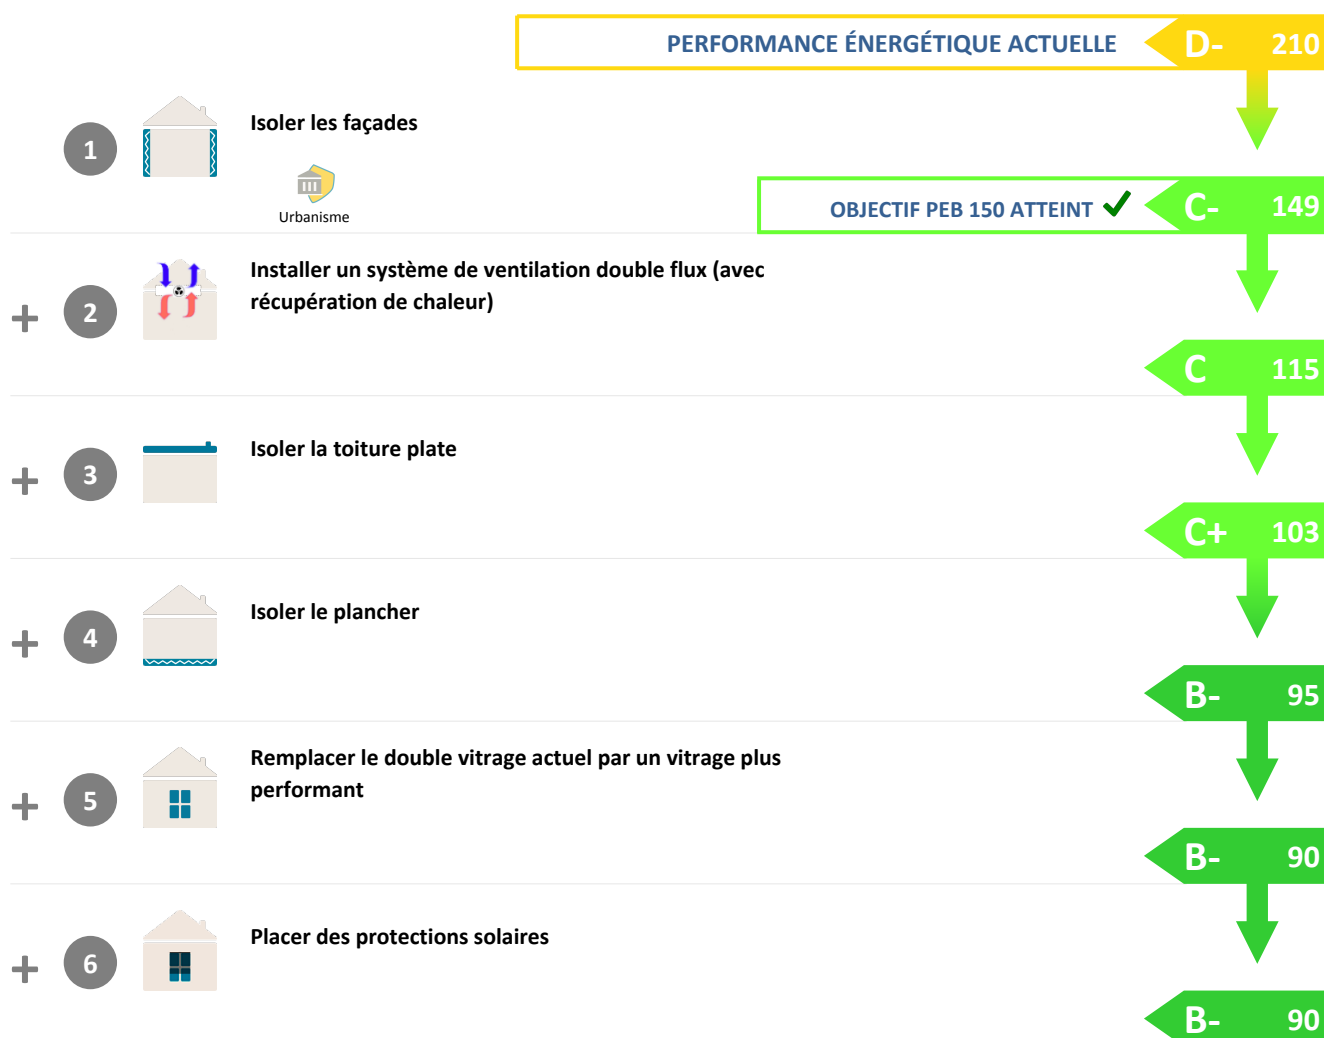 PERFORMANCE ÉNERGÉTIQUE ACTUELLE D- 210
1 Isoler les façades
Urbanisme
OBJECTIF PEB 150 ATTEINT ✔ C- 149
+ 2 Installer un système de ventilation double flux (avec
récupération de chaleur)
C 115
+ 3 Isoler la toiture plate
C+ 103
+ 4 Isoler le plancher
B- 95
+ 5 Remplacer le double vitrage actuel par un vitrage plus
performant
B- 90
+ 6 Placer des protections solaires
B- 90